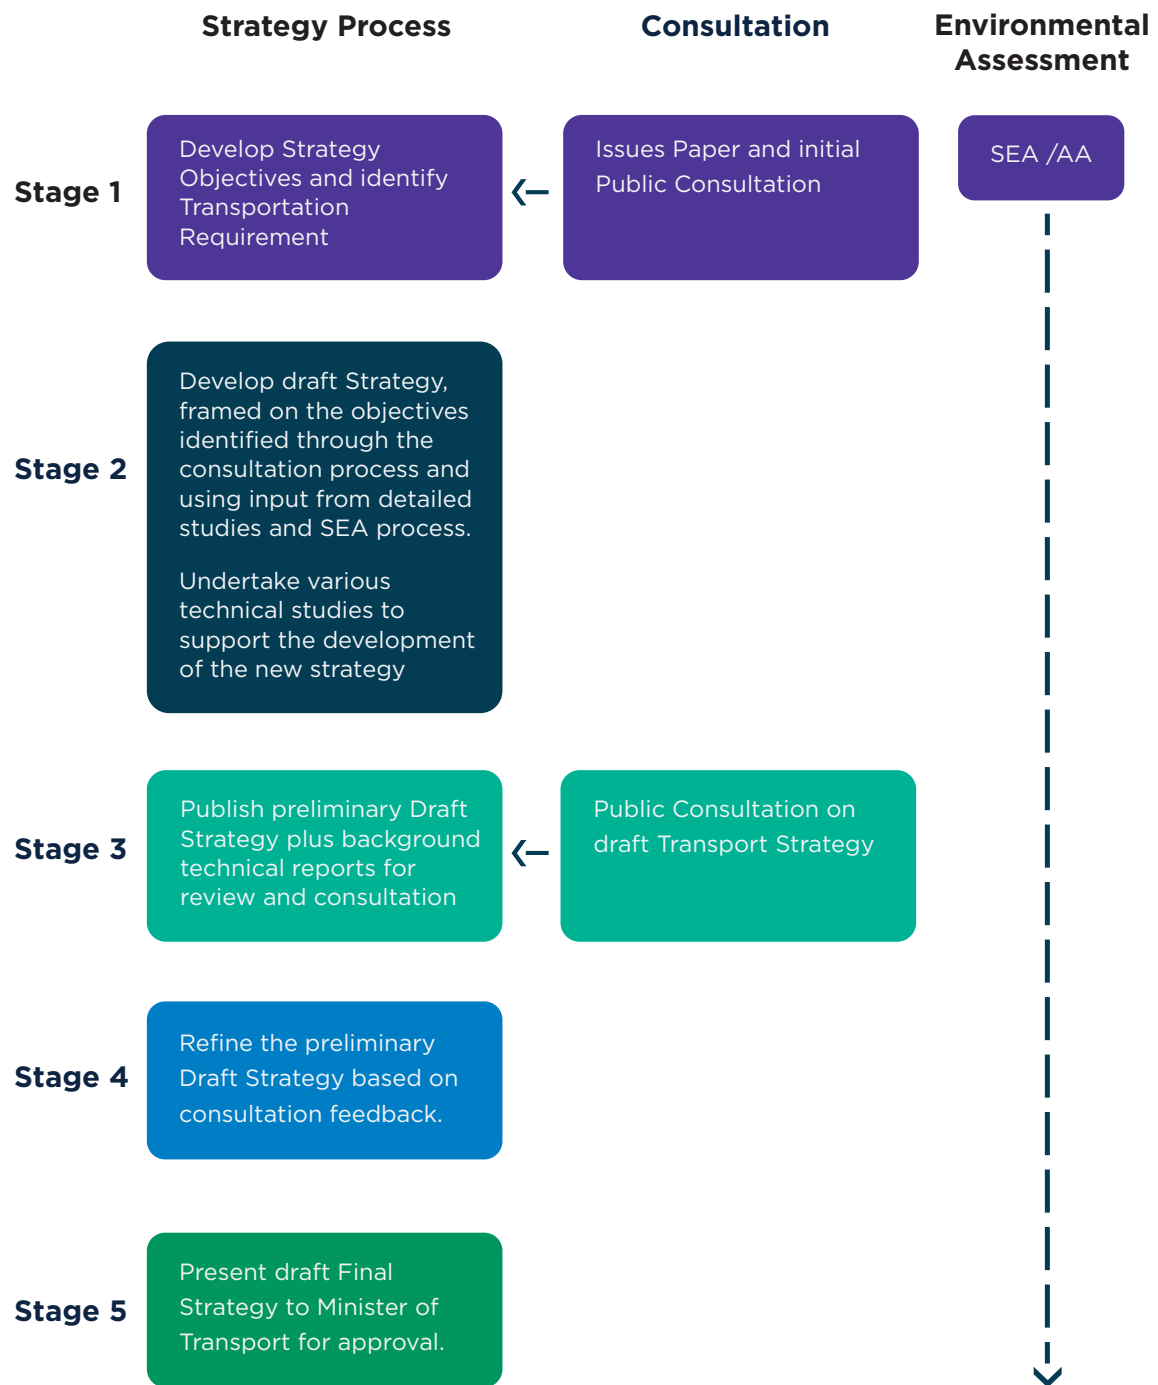 Strategy Process
Consultation
Environmental
Assessment
Stage 1
Develop Strategy
Objectives and identify
Transportation
Requirement
Issues Paper and initial
Public Consultation
SEA /AA
Stage 2
Develop draft Strategy,
framed on the objectives
identified through the
consultation process and
using input from detailed
studies and SEA process.
Undertake various
technical studies to
support the development
of the new strategy
Stage 3
Publish preliminary Draft
Strategy plus background
technical reports for
review and consultation
Public Consultation on
draft Transport Strategy
Stage 4
Refine the preliminary
Draft Strategy based on
consultation feedback.
Stage 5
Present draft Final
Strategy to Minister of
Transport for approval.